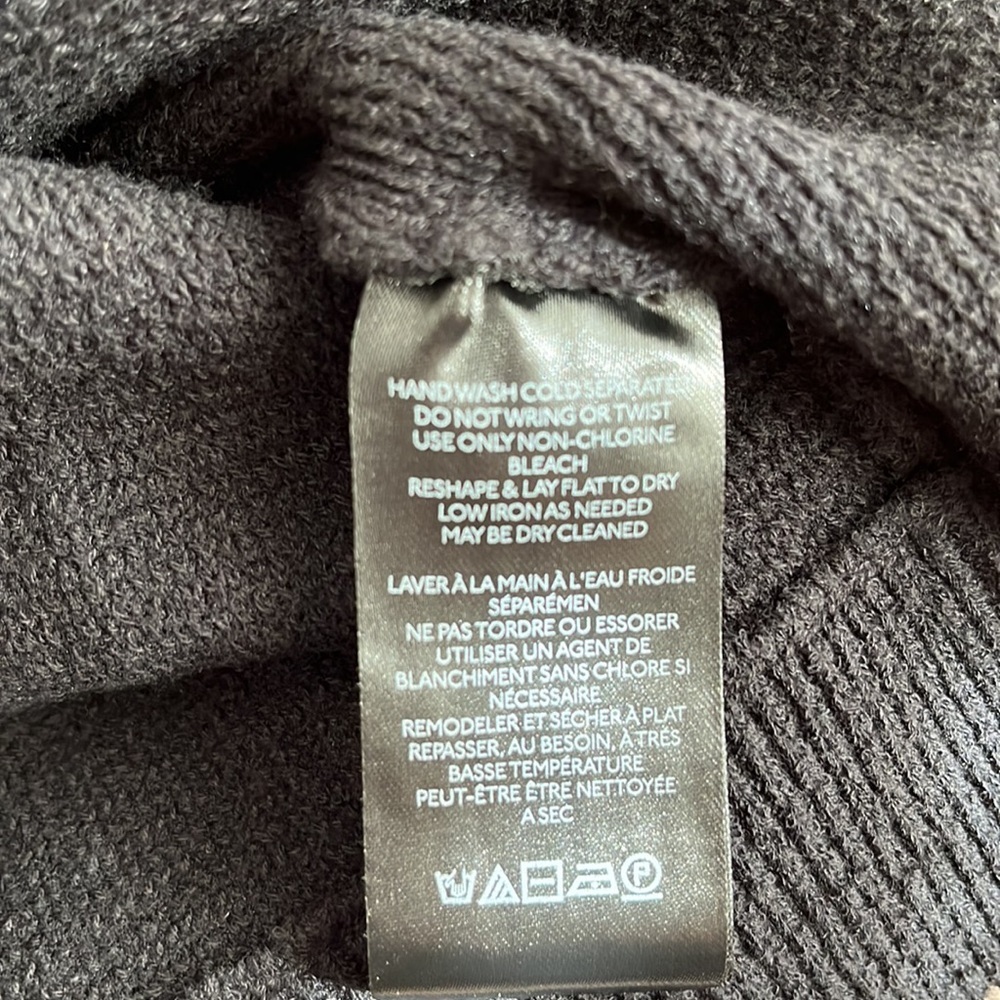 HAND WASH COLD SEPARATELY
DO NOT WRING OR TWIST
USE ONLY NON-CHLORINE
BLEACH
RESHAPE & LAY FLAT TO DRY
LOW IRON AS NEEDED
MAY BE DRY CLEANED
LAVER À LA MAIN À L'EAU FROIDE
SÉPARÉMEN
NE PAS TORDRE OU ESSORER
UTILISER UN AGENT DE
BLANCHIMENT SANS CHLORE SI
NÉCESSAIRE
REMODELER ET SÉCHER À PLAT
REPASSER, AU BESOIN, À TRÈS
BASSE TEMPÉRATURE
PEUT-ÊTRE ÊTRE NETTOYÉE
A SEC
P